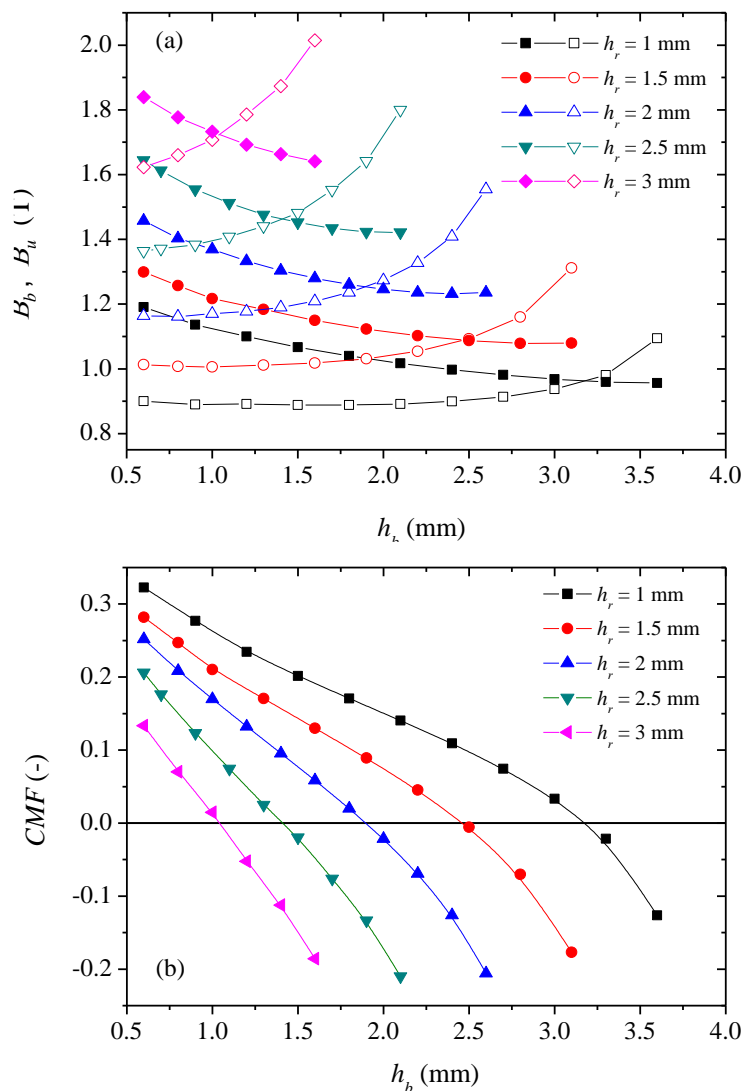 (a)
h_r = 1 mm
h_r = 1.5 mm
h_r = 2 mm
h_r = 2.5 mm
h_r = 3 mm
2.0
1.8
1.6
1.4
1.2
1.0
0.8
B_b, B_u (T)
0.5 1.0 1.5 2.0 2.5 3.0 3.5 4.0
h_b (mm)
h_r = 1 mm
h_r = 1.5 mm
h_r = 2 mm
h_r = 2.5 mm
h_r = 3 mm
0.3
0.2
0.1
0.0
-0.1
-0.2
CMF (-)
(b)
0.5 1.0 1.5 2.0 2.5 3.0 3.5 4.0
h_b (mm)